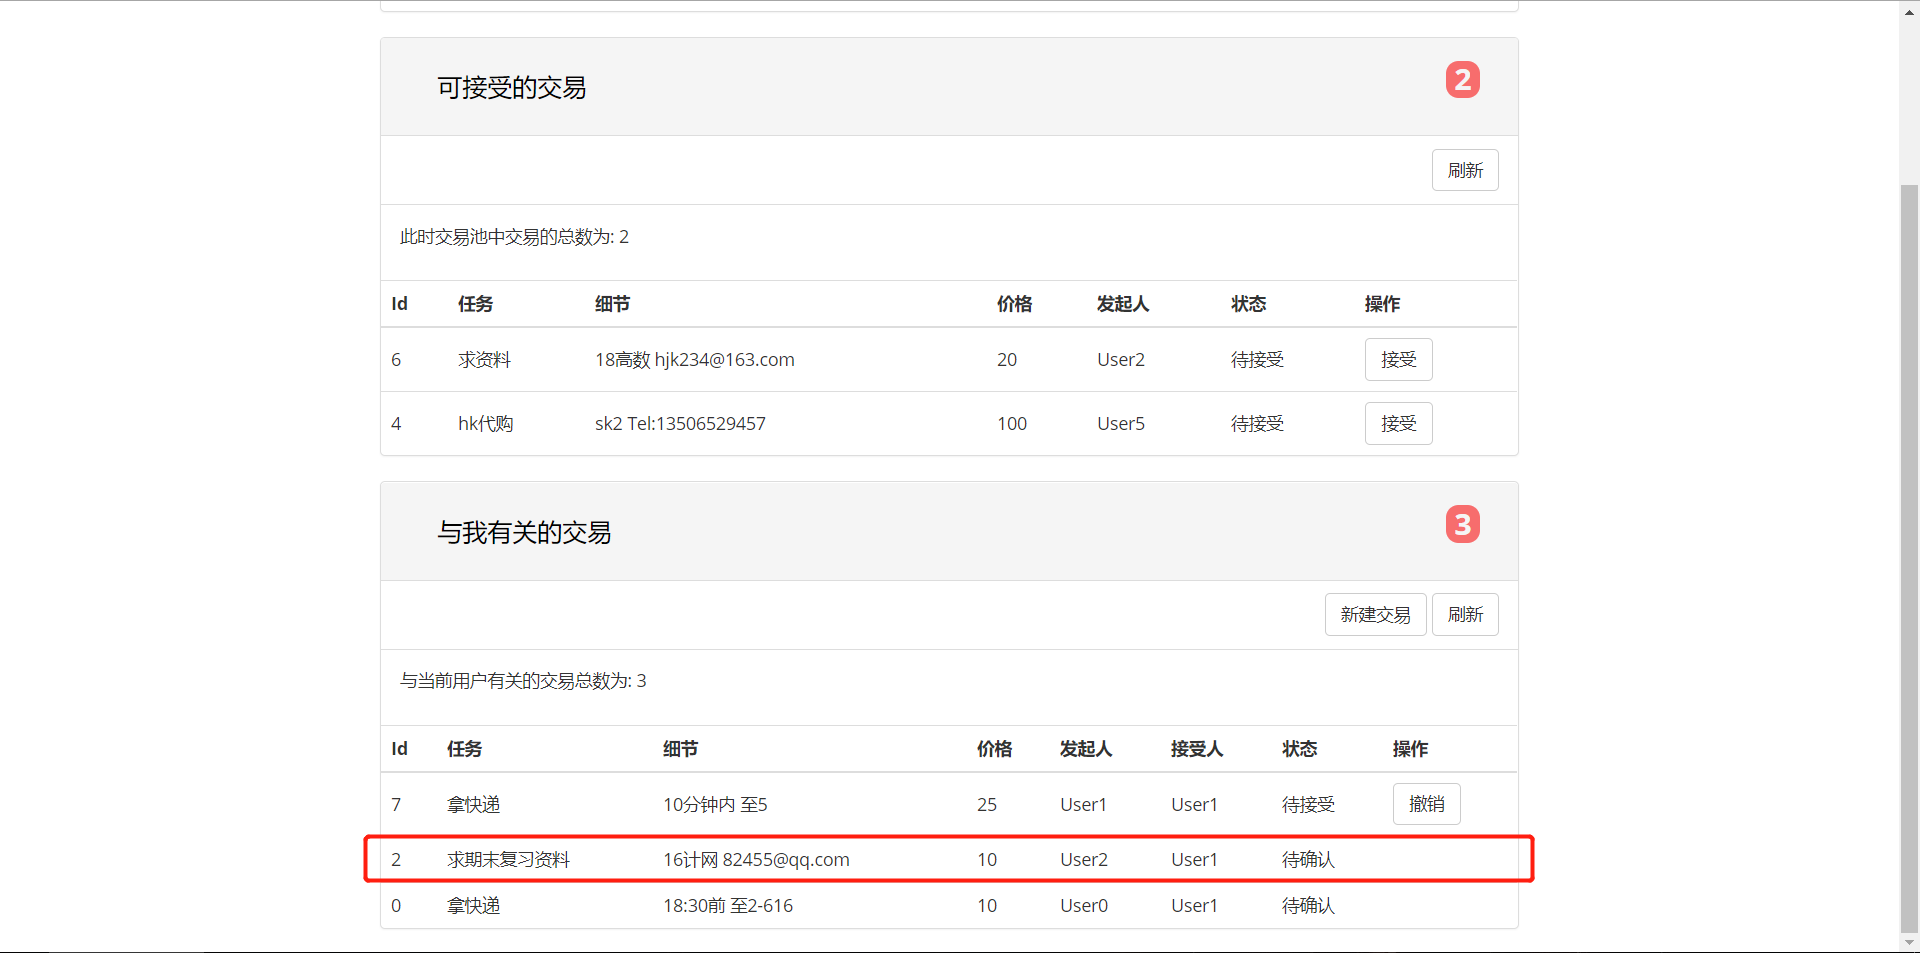 可接受的交易 2
刷新
此时交易池中交易的总数为: 2
Id 任务 细节 价格 发起人 状态 操作
6 求资料 18高数 hjk234@163.com 20 User2 待接受 接受
4 hk代购 sk2 Tel:13506529457 100 User5 待接受 接受
与我有关的交易 3
新建交易 刷新
与当前用户有关的交易总数为: 3
Id 任务 细节 价格 发起人 接受人 状态 操作
7 拿快递 10分钟内 至5 25 User1 User1 待接受 撤销
2 求期末复习资料 16计网 82455@qq.com 10 User2 User1 待确认
0 拿快递 18:30前 至2-616 10 User0 User1 待确认